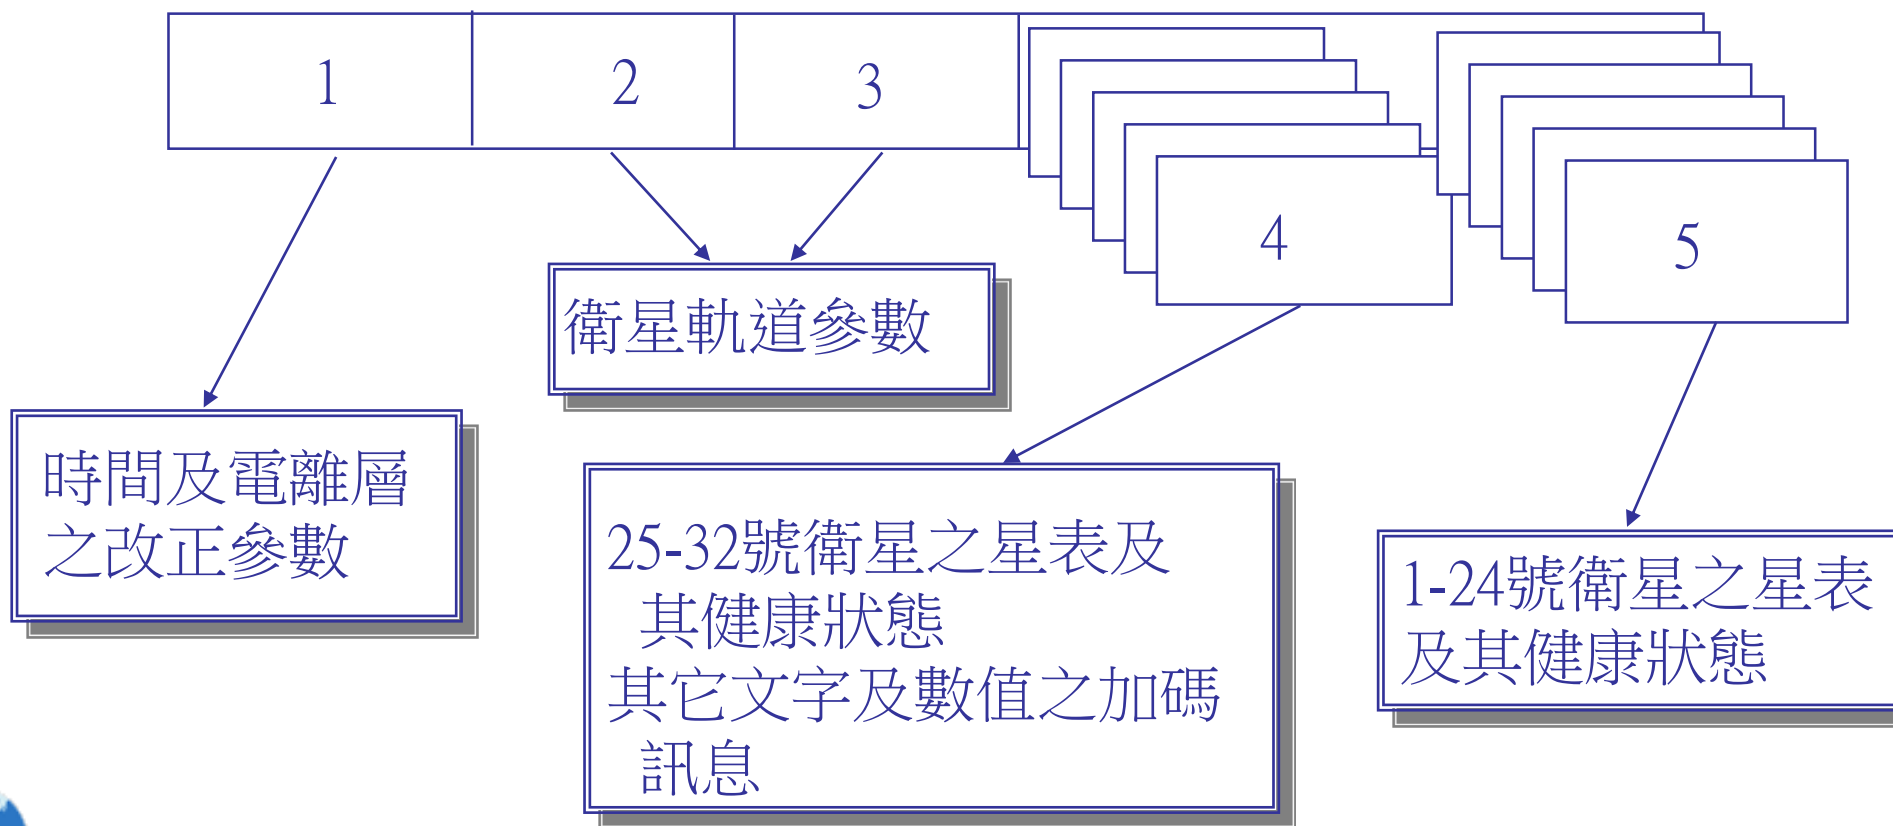 1
2
3
4
5
衛星軌道參數
時間及電離層
之改正參數
25-32號衛星之星表及
其健康狀態
其它文字及數值之加碼
訊息
1-24號衛星之星表
及其健康狀態